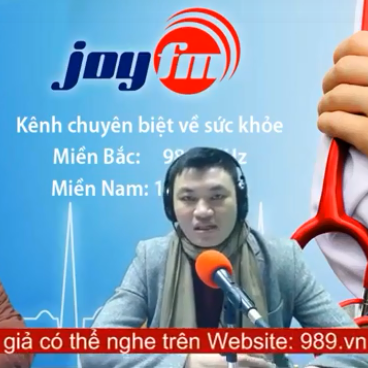 joyfm
Kênh chuyên biệt về sức khỏe
Miền Bắc: 98 Hz
Miền Nam: 1
giả có thể nghe trên Website: 989.vn